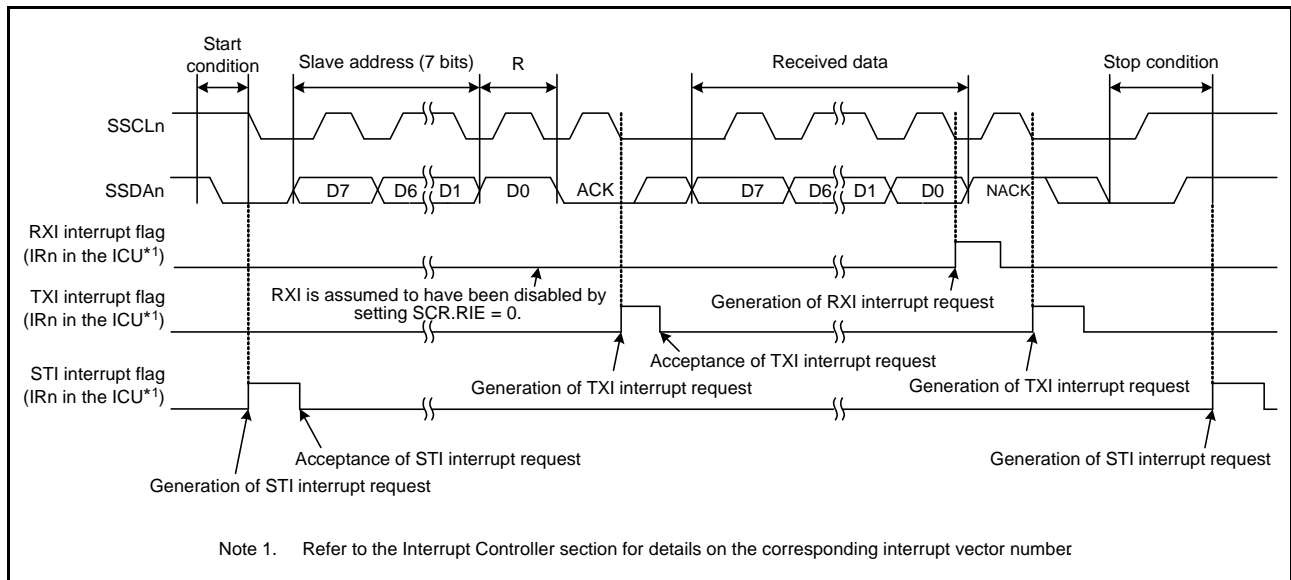 Start
condition
Slave address (7 bits)
R
Received data
Stop condition
SSCLn
SSDAn
D7
D6
D1
D0
ACK
D7
D6
D1
D0
NACK
RXI interrupt flag
(IRn in the ICU*1)
RXI is assumed to have been disabled by
setting SCR.RIE = 0.
Generation of RXI interrupt request
TXI interrupt flag
(IRn in the ICU*1)
Acceptance of TXI interrupt request
Generation of TXI interrupt request
Generation of TXI interrupt request
STI interrupt flag
(IRn in the ICU*1)
Acceptance of STI interrupt request
Generation of STI interrupt request
Generation of STI interrupt request
Note 1. Refer to the Interrupt Controller section for details on the corresponding interrupt vector number.